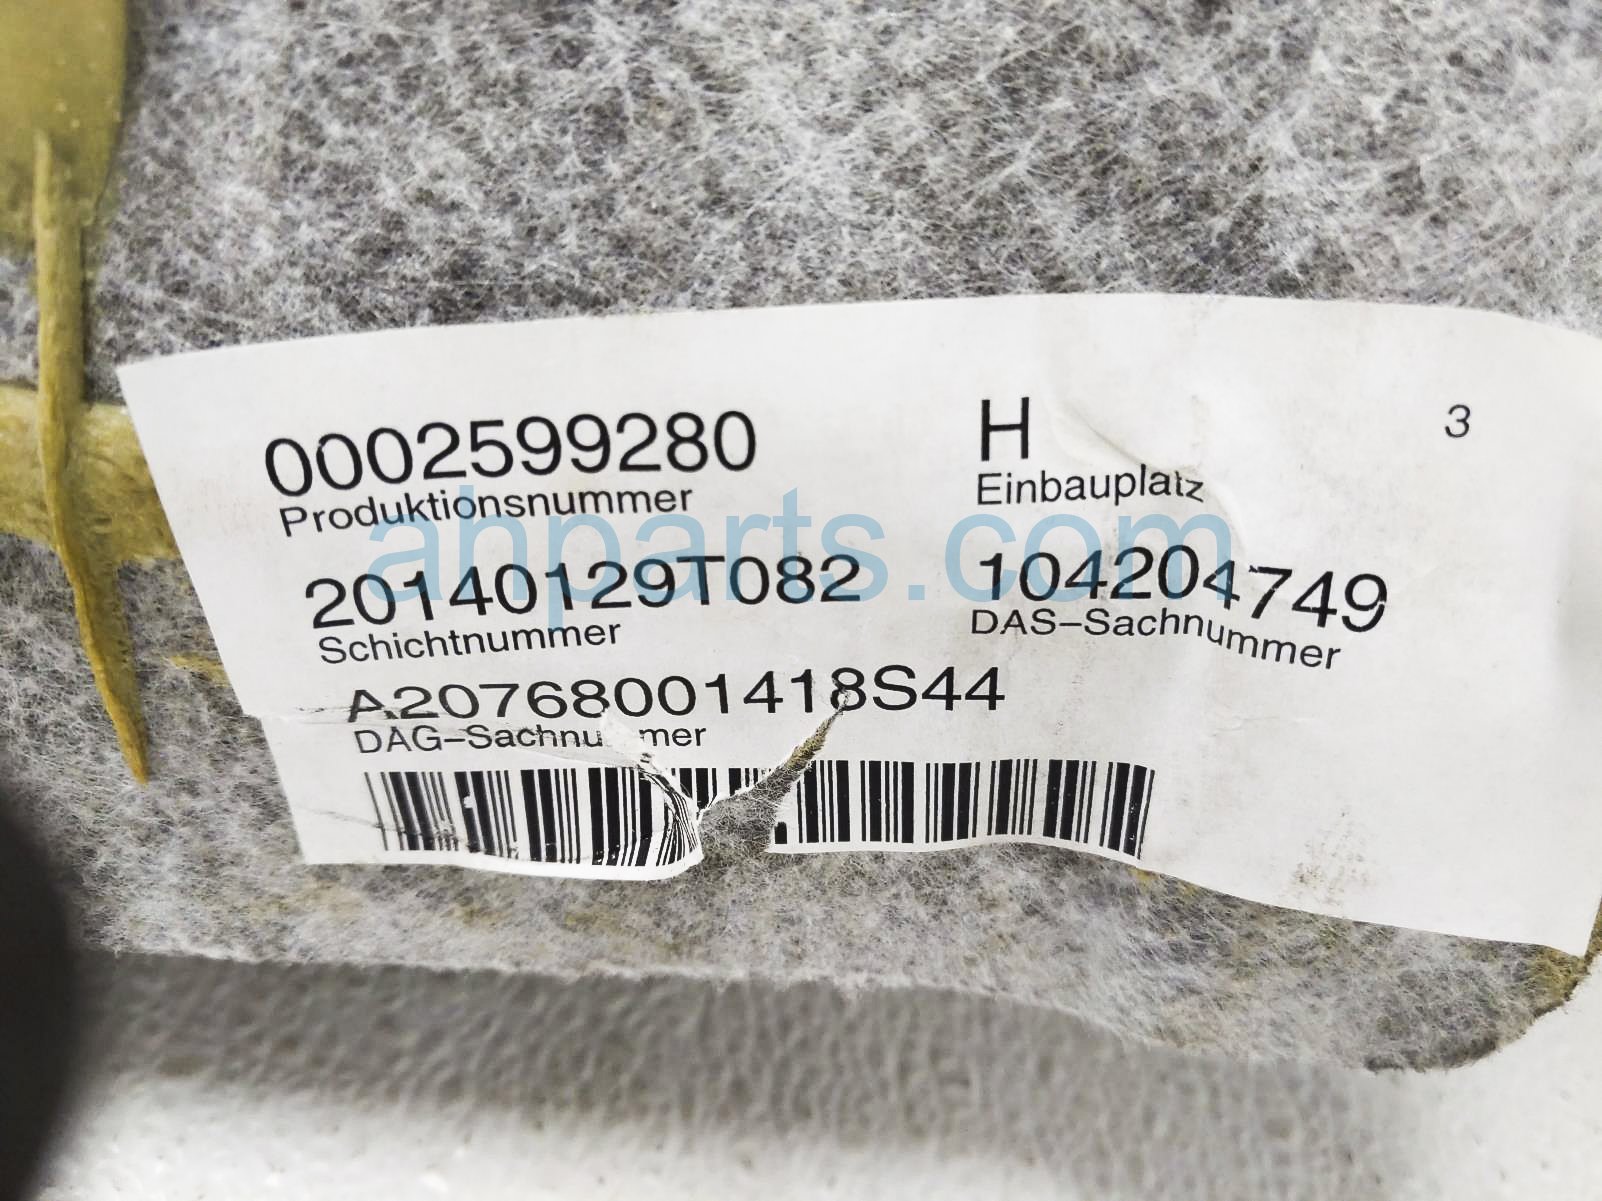 0002599280 H 3
Produktionsnummer Einbauplatz
ahparts.com
20140129T082 104204749
Schichtnummer DAS-Sachnummer
A20768001418S44
DAG-Sachnummer